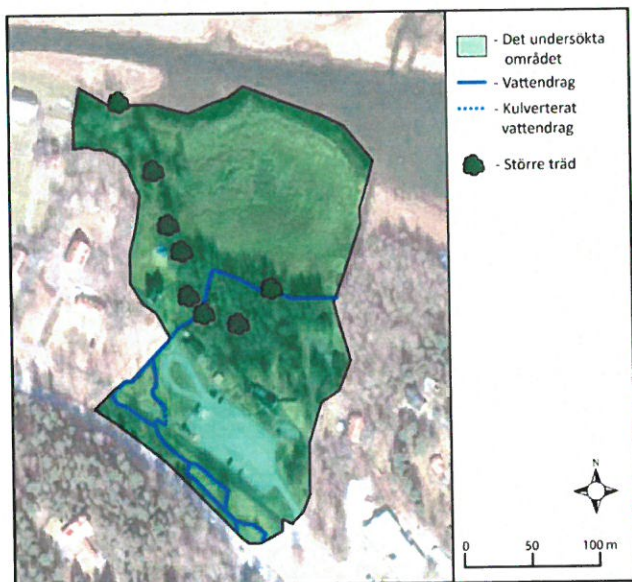 - Det undersökta
området
- Vattendrag
- Kulverterat
vattendrag
- Större träd
N
0 50 100 m